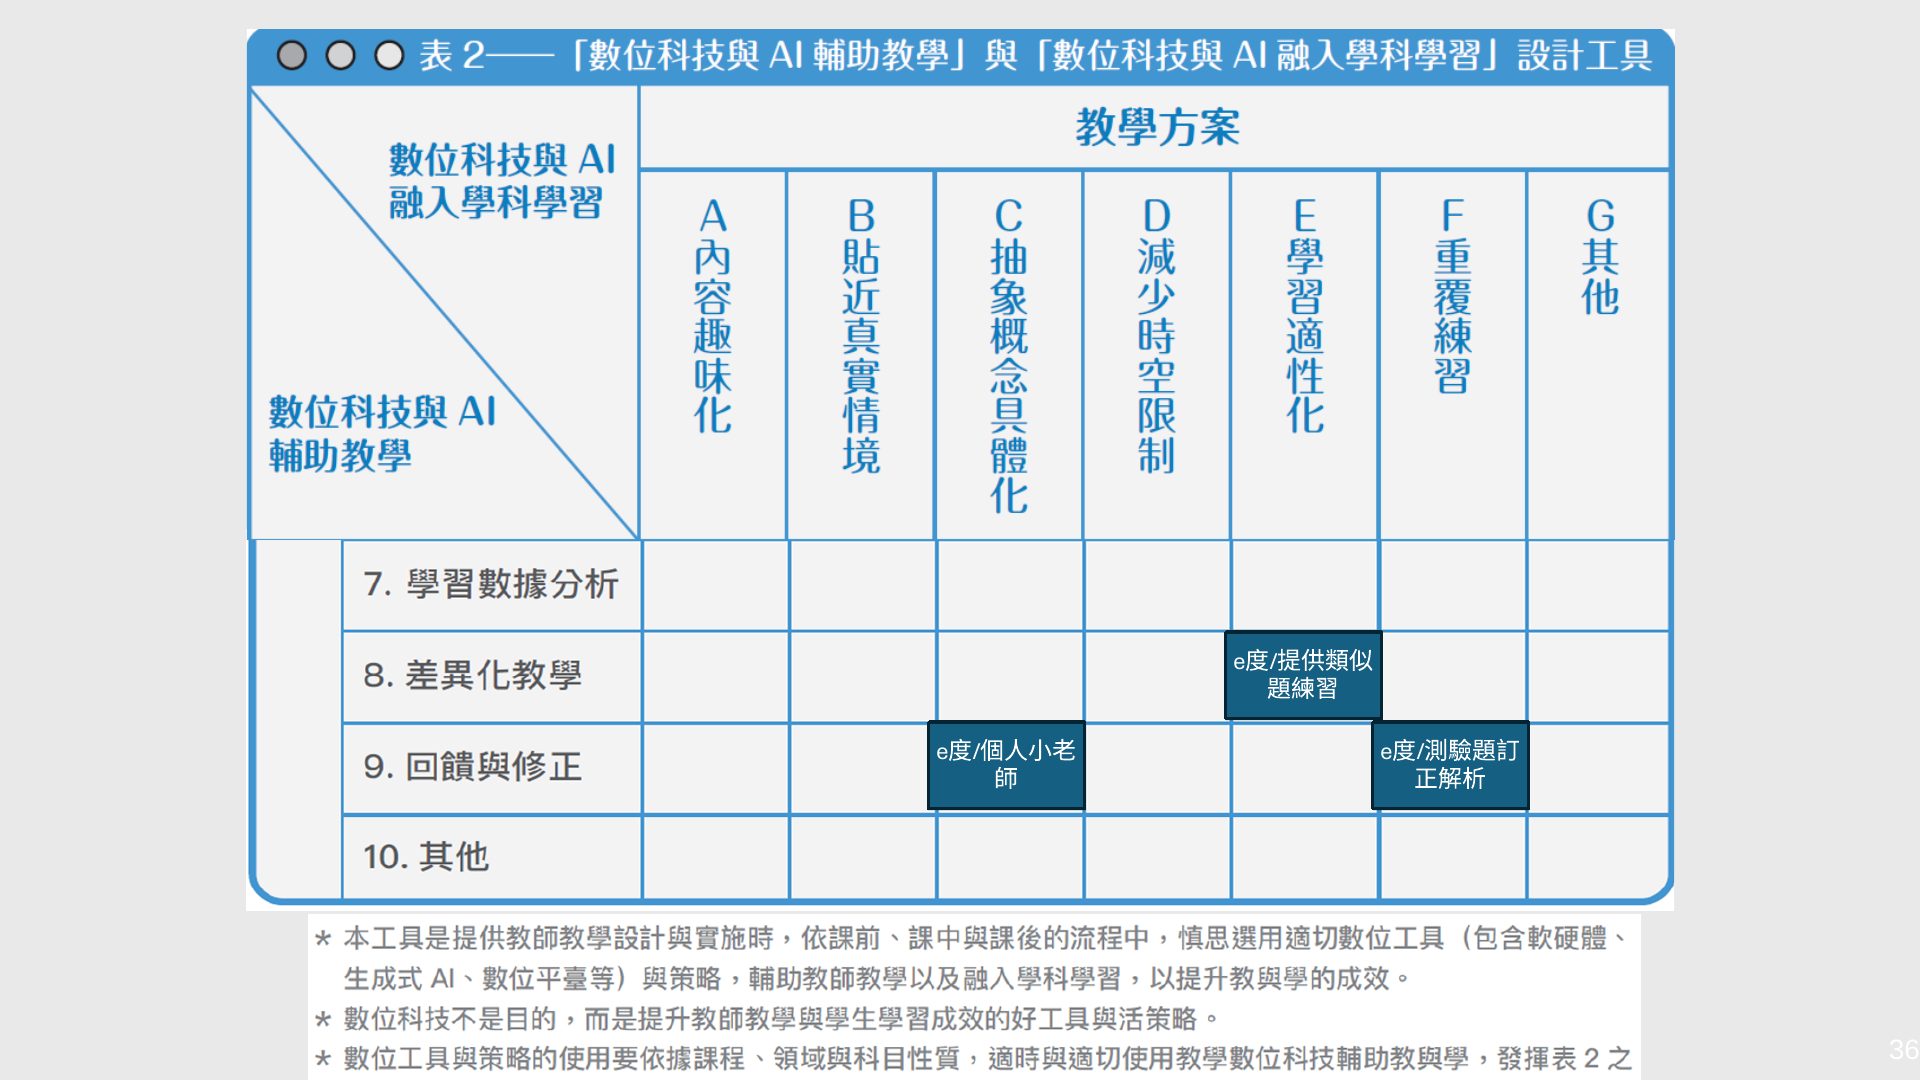 表 2──「數位科技與 AI 輔助教學」與「數位科技與 AI 融入學科學習」設計工具
數位科技與 AI
融入學科學習
數位科技與 AI
輔助教學
教學方案
A內容趣味化
B貼近真實情境
C抽象概念具體化
D減少時空限制
E學習適性化
F重覆練習
G其他
7. 學習數據分析
8. 差異化教學
e度/提供類似
題練習
9. 回饋與修正
e度/個人小老
師
e度/測驗題訂
正解析
10. 其他
* 本工具是提供教師教學設計與實施時，依課前、課中與課後的流程中，慎思選用適切數位工具（包含軟硬體、
生成式 AI、數位平臺等）與策略，輔助教師教學以及融入學科學習，以提升教與學的成效。
* 數位科技不是目的，而是提升教師教學與學生學習成效的好工具與活策略。
* 數位工具與策略的使用要依據課程、領域與科目性質，適時與適切使用教學數位科技輔助教與學，發揮表 2 之
36